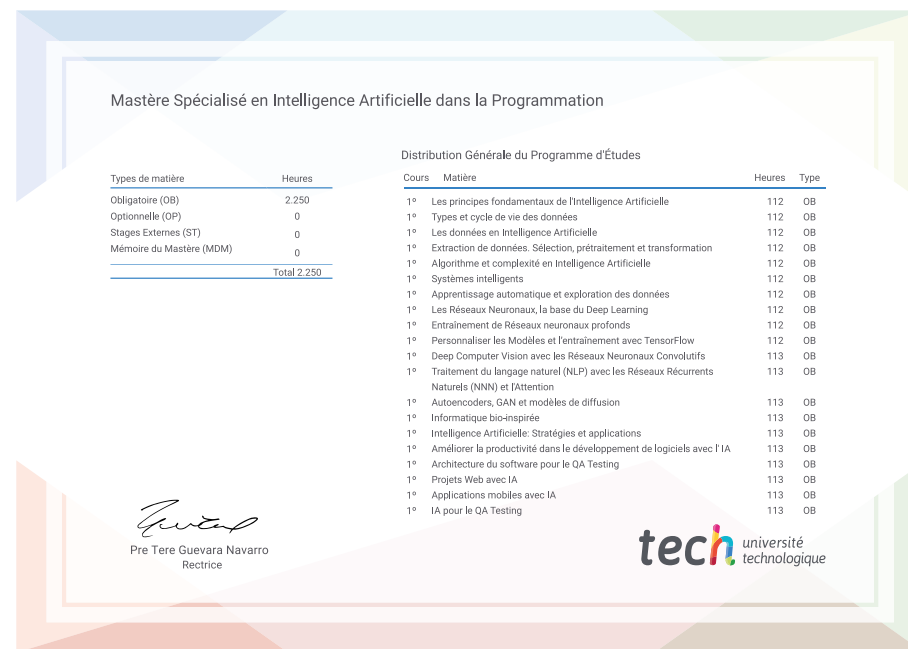 Mastère Spécialisé en Intelligence Artificielle dans la Programmation
Types de matière Heures
Obligatoire (OB) 2.250
Optionnelle (OP) 0
Stages Externes (ST) 0
Mémoire du Mastère (MDM) 0
Total 2.250
Distribution Générale du Programme d'Études
Cours Matière Heures Type
1º Les principes fondamentaux de l'Intelligence Artificielle 112 OB
1º Types et cycle de vie des données 112 OB
1º Les données en Intelligence Artificielle 112 OB
1º Extraction de données. Sélection, prétraitement et transformation 112 OB
1º Algorithme et complexité en Intelligence Artificielle 112 OB
1º Systèmes intelligents 112 OB
1º Apprentissage automatique et exploration des données 112 OB
1º Les Réseaux Neuronaux, la base du Deep Learning 112 OB
1º Entraînement de Réseaux neuronaux profonds 112 OB
1º Personnaliser les Modèles et l'entraînement avec TensorFlow 112 OB
1º Deep Computer Vision avec les Réseaux Neuronaux Convolutifs 113 OB
1º Traitement du langage naturel (NLP) avec les Réseaux Récurrents 113 OB
Naturels (NNN) et l'Attention
1º Autoencoders, GAN et modèles de diffusion 113 OB
1º Informatique bio-inspirée 113 OB
1º Intelligence Artificielle: Stratégies et applications 113 OB
1º Améliorer la productivité dans le développement de logiciels avec l' IA 113 OB
1º Architecture du software pour le QA Testing 113 OB
1º Projets Web avec IA 113 OB
1º Applications mobiles avec IA 113 OB
1º IA pour le QA Testing 113 OB
Pre Tere Guevara Navarro
Rectrice
tech université
technologique